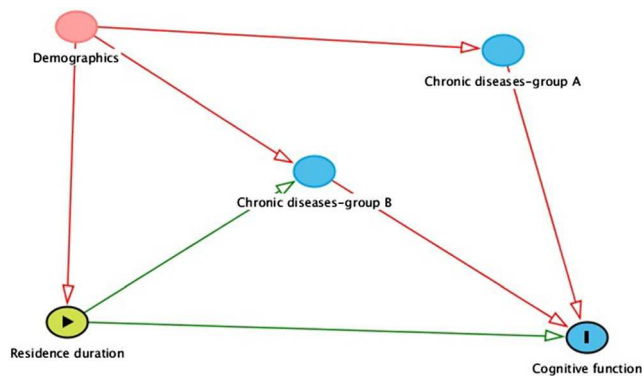 Demographics
Chronic diseases-group A
Chronic diseases-group B
Residence duration
Cognitive function